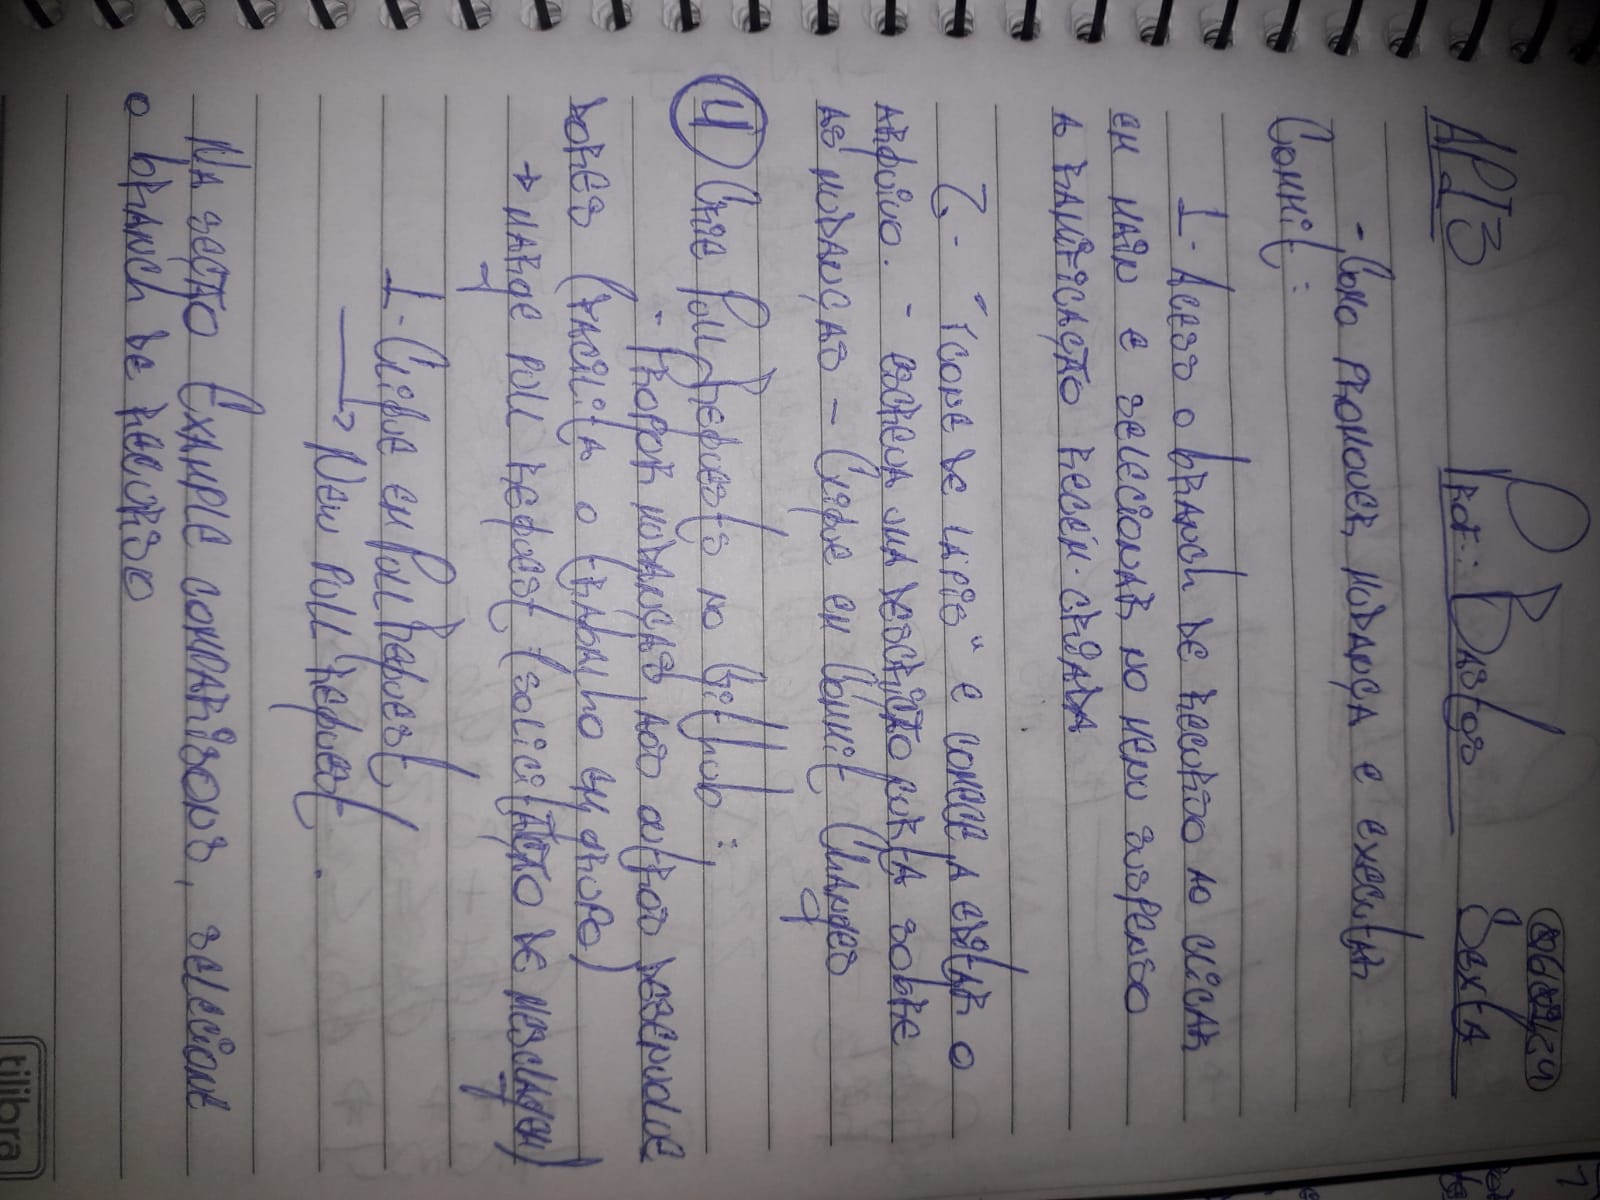 API3 Prof.: Bastos 06/09/24
Sexta
- Como promover mudança e executar
Commit:
1- Acess o branch de recurso ao clicar
em main e selecionar no menu suspenso
a ramificação recém-criada
2- "ícone de lápis" e comece a editar o
arquivo. - escreva uma descrição curta sobre
as mudanças - Clique em Commit Changes
4 Crie Pull Requests no GitHub:
- Propor mudanças aos outros desenvolve
dores (facilita o trabalho em grupo)
→ Marge pull request (solicitação de mesclagem)
1- Clique em Pull Request
→ New pull request.
Na seção Example comparisons, selecione
o branch de recurso
tilibra